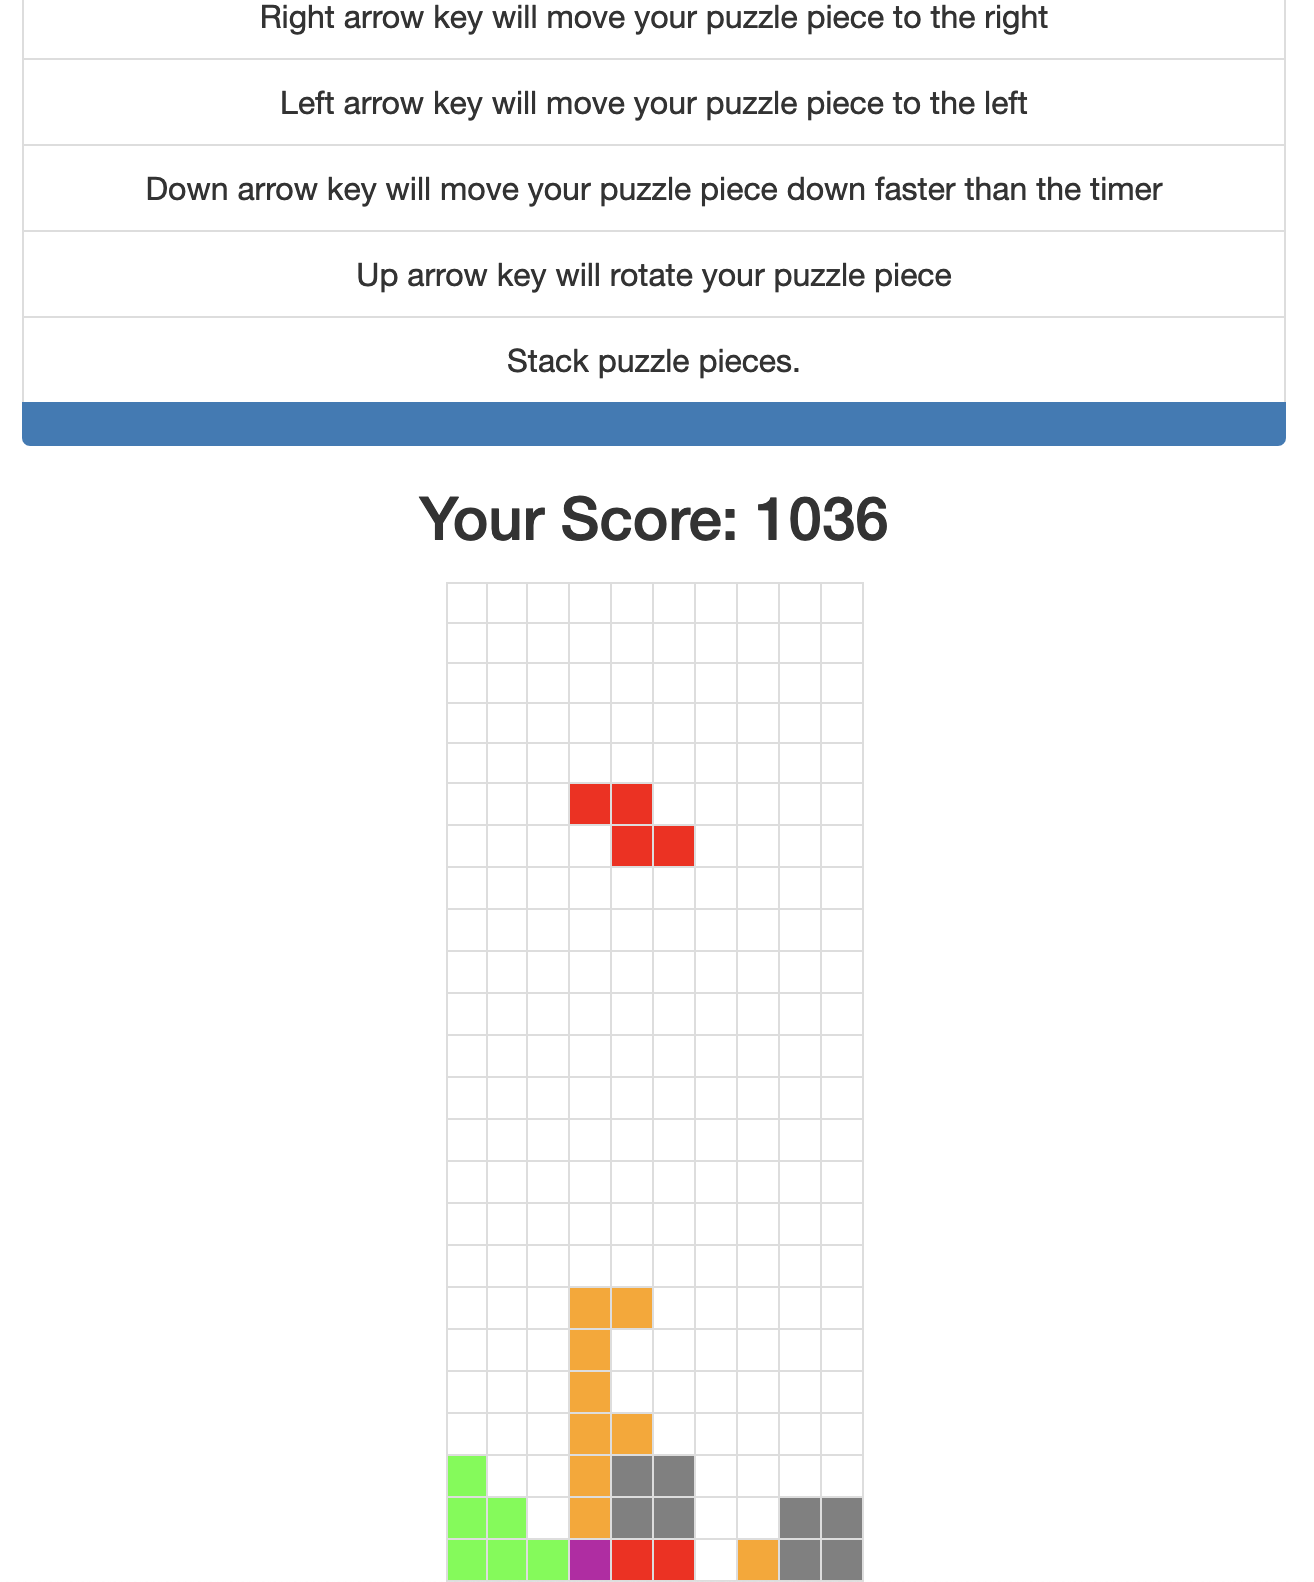 Right arrow key will move your puzzle piece to the right
Left arrow key will move your puzzle piece to the left
Down arrow key will move your puzzle piece down faster than the timer
Up arrow key will rotate your puzzle piece
Stack puzzle pieces.
Your Score: 1036